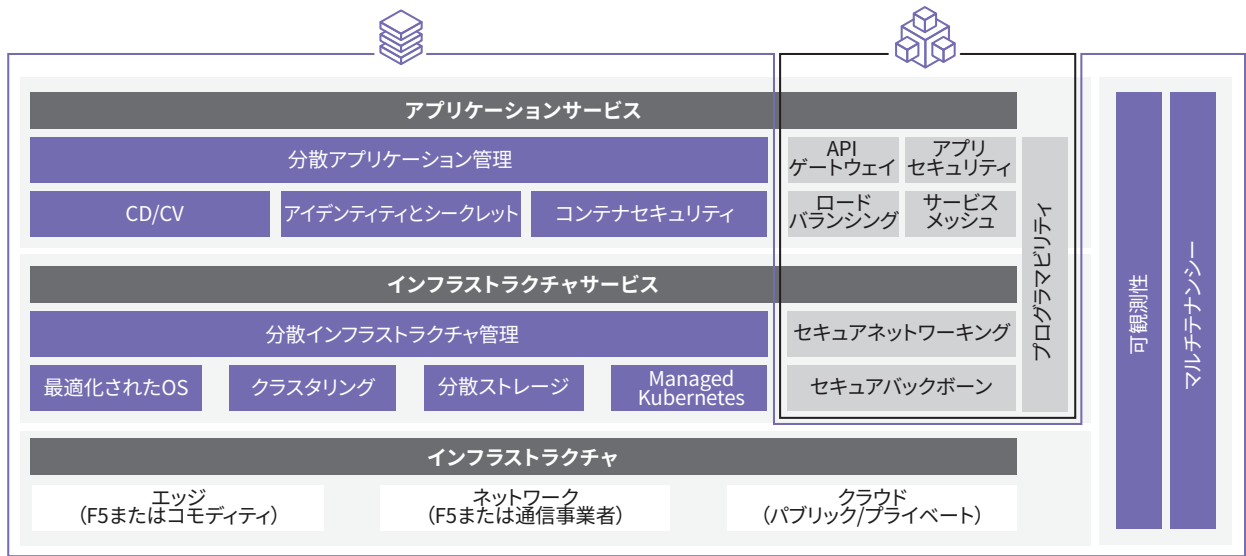 アプリケーションサービス
分散アプリケーション管理
CD/CV
アイデンティティとシークレット
コンテナセキュリティ
API
ゲートウェイ
アプリ
セキュリティ
ロード
バランシング
サービス
メッシュ
プログラマビリティ
インフラストラクチャサービス
分散インフラストラクチャ管理
最適化されたOS
クラスタリング
分散ストレージ
Managed
Kubernetes
セキュアネットワーキング
セキュアバックボーン
インフラストラクチャ
エッジ
（F5またはコモディティ）
ネットワーク
（F5または通信事業者）
クラウド
（パブリック/プライベート）
可観測性
マルチテナンシー